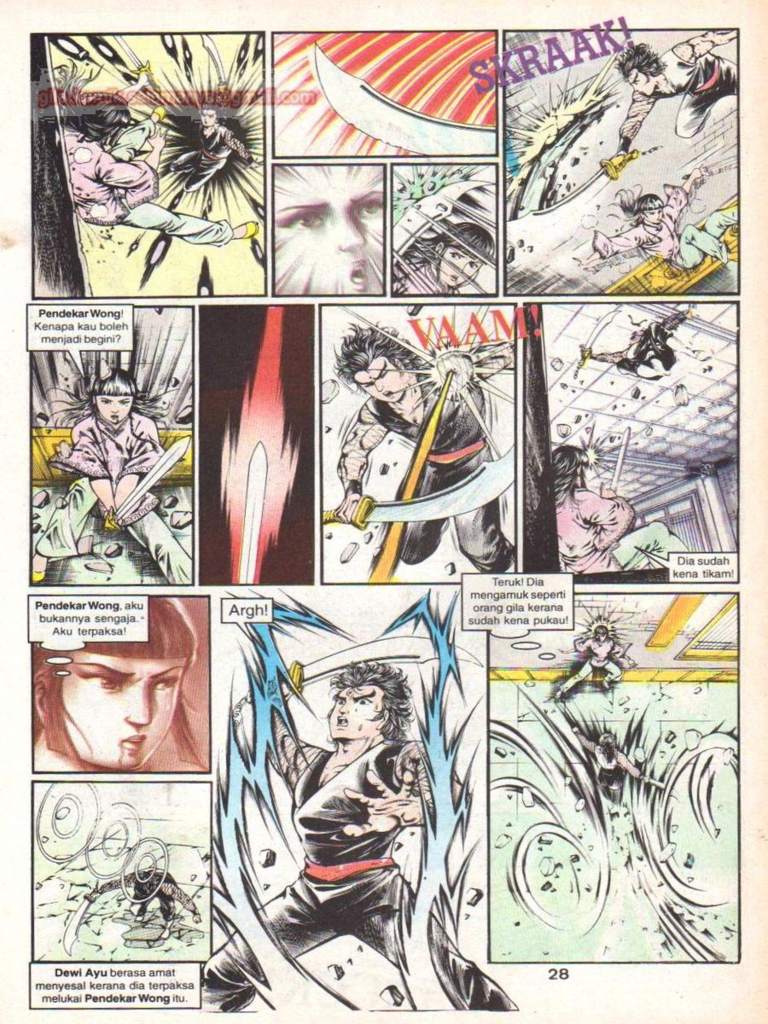 SKRAAK!
Pendekar Wong!
Kenapa kau boleh
menjadi begini?
VAAM!
Dia sudah
kena tikam!
Pendekar Wong, aku
bukannya sengaja.
Aku terpaksa!
Argh!
Teruk! Dia
mengamuk seperti
orang gila kerana
sudah kena pukau!
Dewi Ayu berasa amat
menyesal kerana dia terpaksa
melukai Pendekar Wong itu.
28